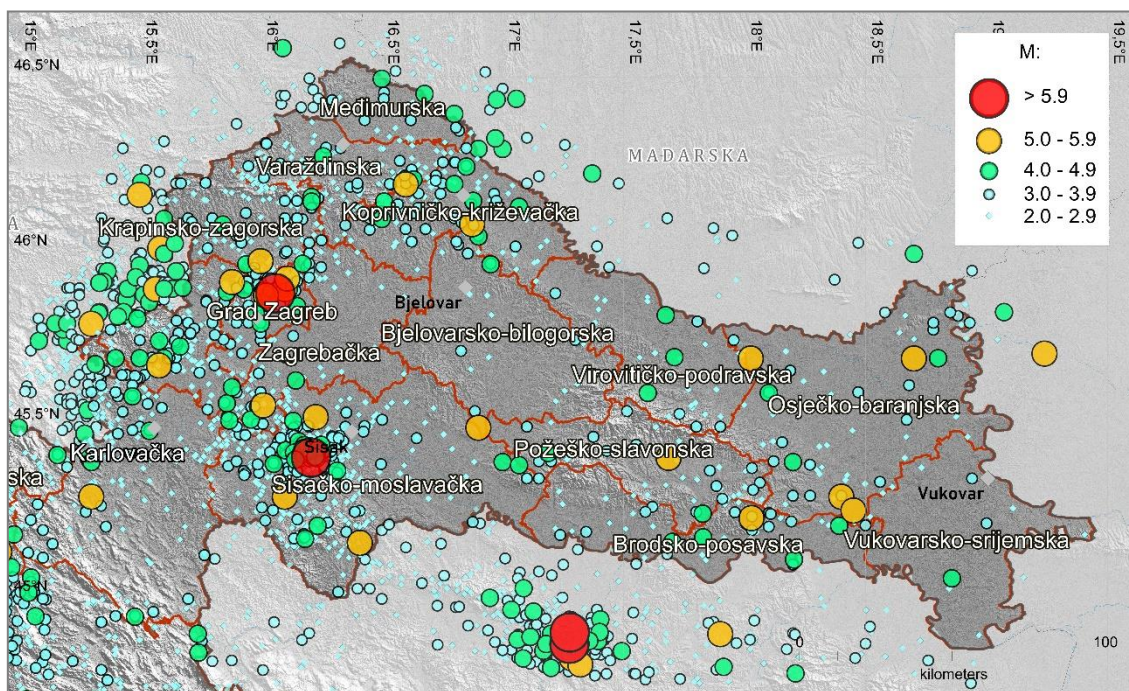 15°E
15,5°E
16°E
16,5°E
17°E
17,5°E
18°E
18,5°E
19,5°E
46,5°N
M:
> 5.9
5.0 - 5.9
4.0 - 4.9
3.0 - 3.9
2.0 - 2.9
Međimurska
MAĐARSKA
Varaždinska
Koprivničko-križevačka
Krapinsko-zagorska
46°N
Grad Zagreb
Bjelovar
Bjelovarsko-bilogorska
Zagrebačka
Virovitičko-podravska
Osječko-baranjska
45,5°N
Karlovačka
Sisak
Požeško-slavonska
ska
Sisačko-moslavačka
Vukovar
Brodsko-posavska
Vukovarsko-srijemska
45°N
0
100
kilometers